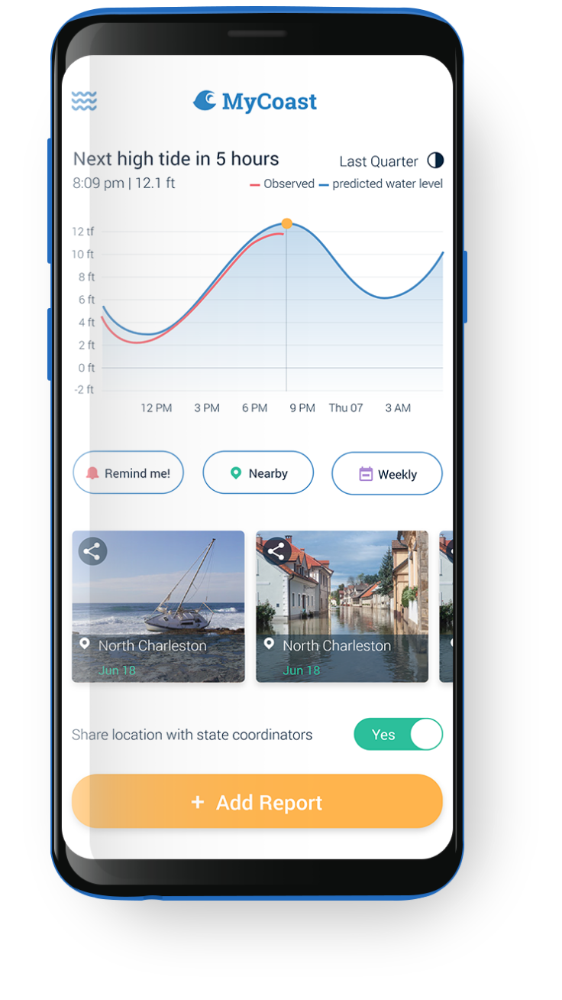 MyCoast
Next high tide in 5 hours
Last Quarter
8:09 pm | 12.1 ft
Observed
predicted water level
12 tf
10 ft
8 ft
6 ft
4 ft
2 ft
0 ft
-2 ft
12 PM 3 PM 6 PM 9 PM Thu 07 3 AM
Remind me!
Nearby
Weekly
North Charleston
Jun 18
North Charleston
Jun 18
Share location with state coordinators
Yes
+ Add Report